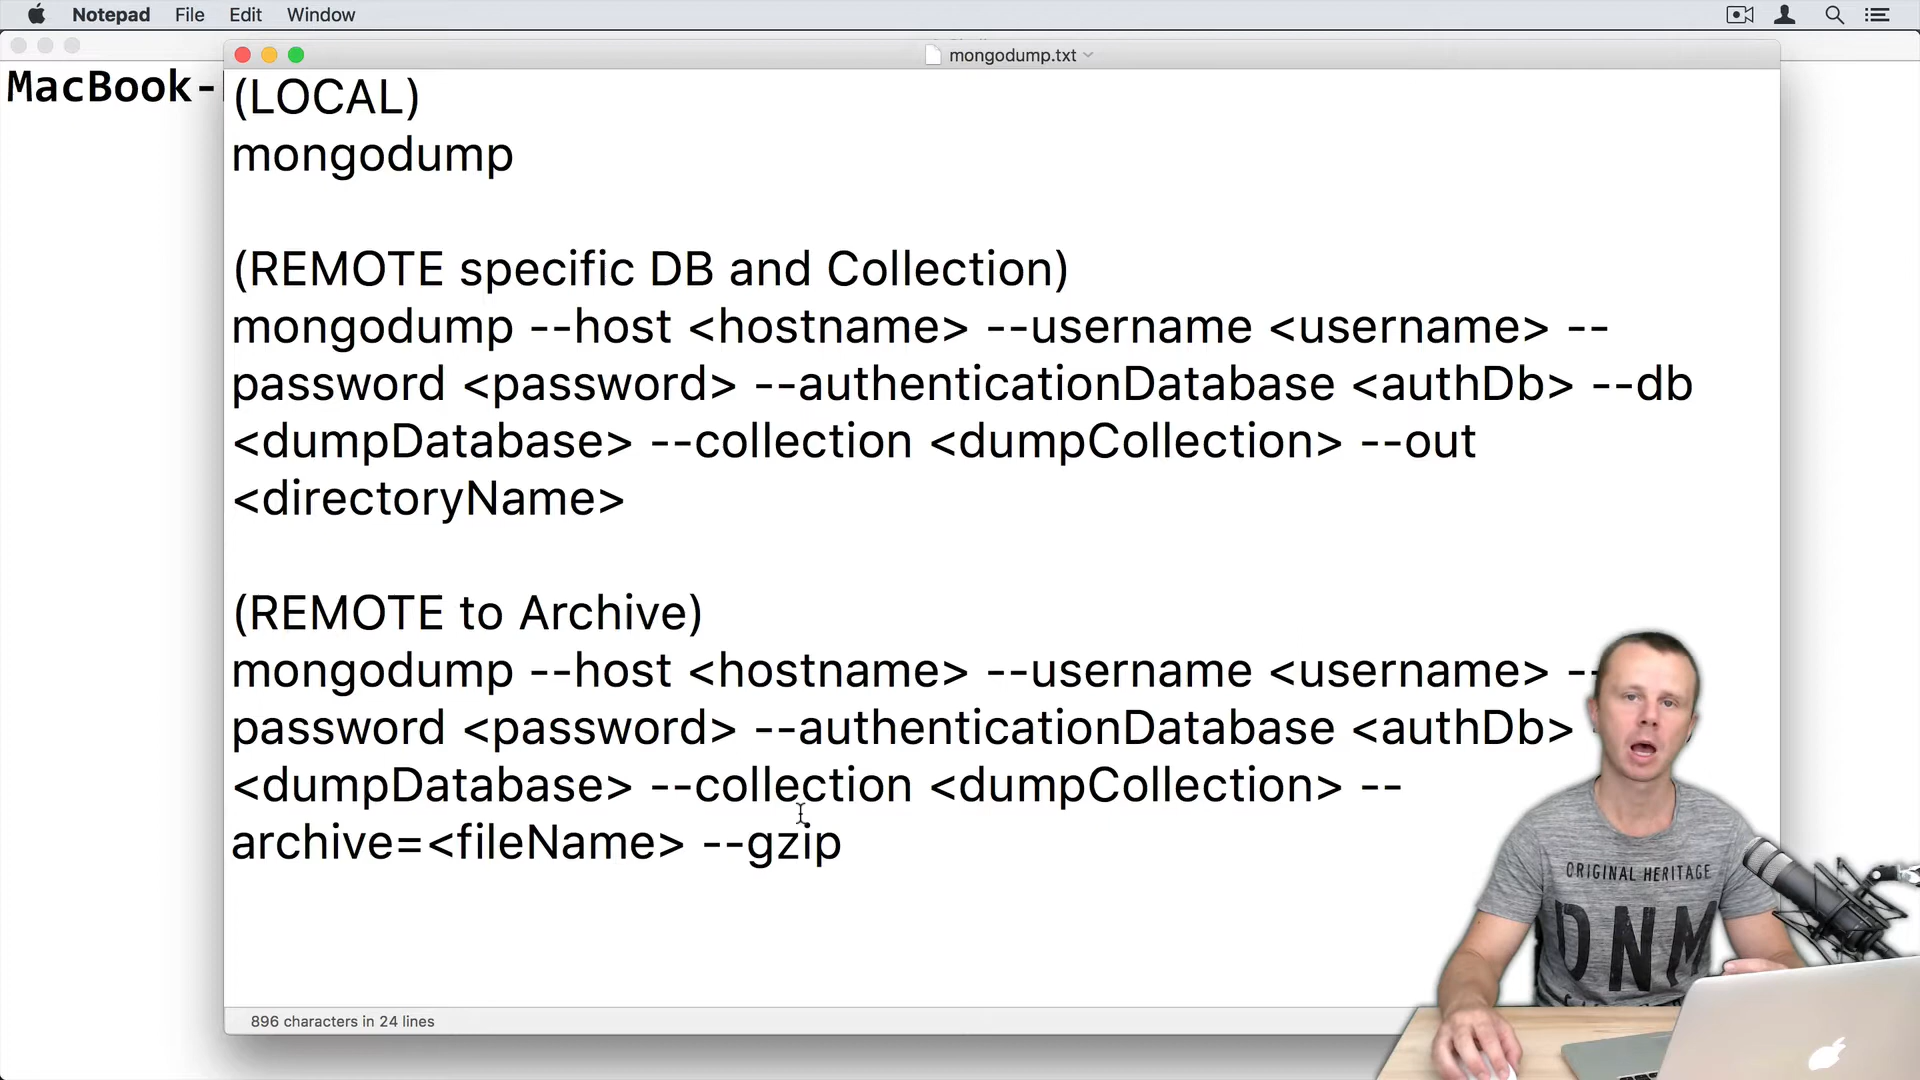 Notepad File Edit Window
mongodump.txt
MacBook-
(LOCAL)
mongodump
(REMOTE specific DB and Collection)
mongodump --host <hostname> --username <username> --
password <password> --authenticationDatabase <authDb> --db
<dumpDatabase> --collection <dumpCollection> --out
<directoryName>
(REMOTE to Archive)
mongodump --host <hostname> --username <username> --
password <password> --authenticationDatabase <authDb>
<dumpDatabase> --collection <dumpCollection> --
archive=<fileName> --gzip
ORIGINAL HERITAGE
DNM
896 characters in 24 lines